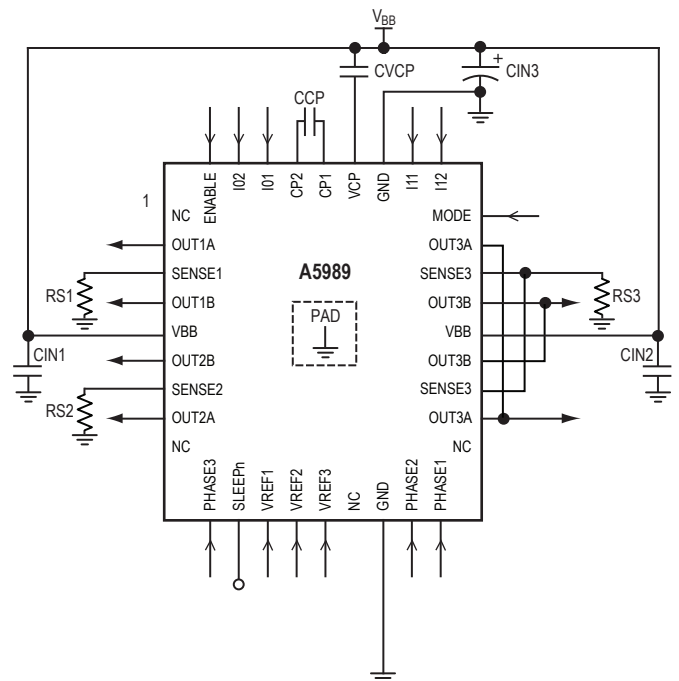 VBB
CVCP
+
CIN3
CCP
ENABLE
I02
I01
CP2
CP1
VCP
GND
I11
I12
1
NC
MODE
OUT1A
OUT3A
SENSE1
A5989
SENSE3
RS1
OUT1B
PAD
OUT3B
RS3
VBB
VBB
CIN1
OUT2B
OUT3B
CIN2
SENSE2
SENSE3
RS2
OUT2A
OUT3A
NC
NC
PHASE3
SLEEPn
VREF1
VREF2
VREF3
NC
GND
PHASE2
PHASE1